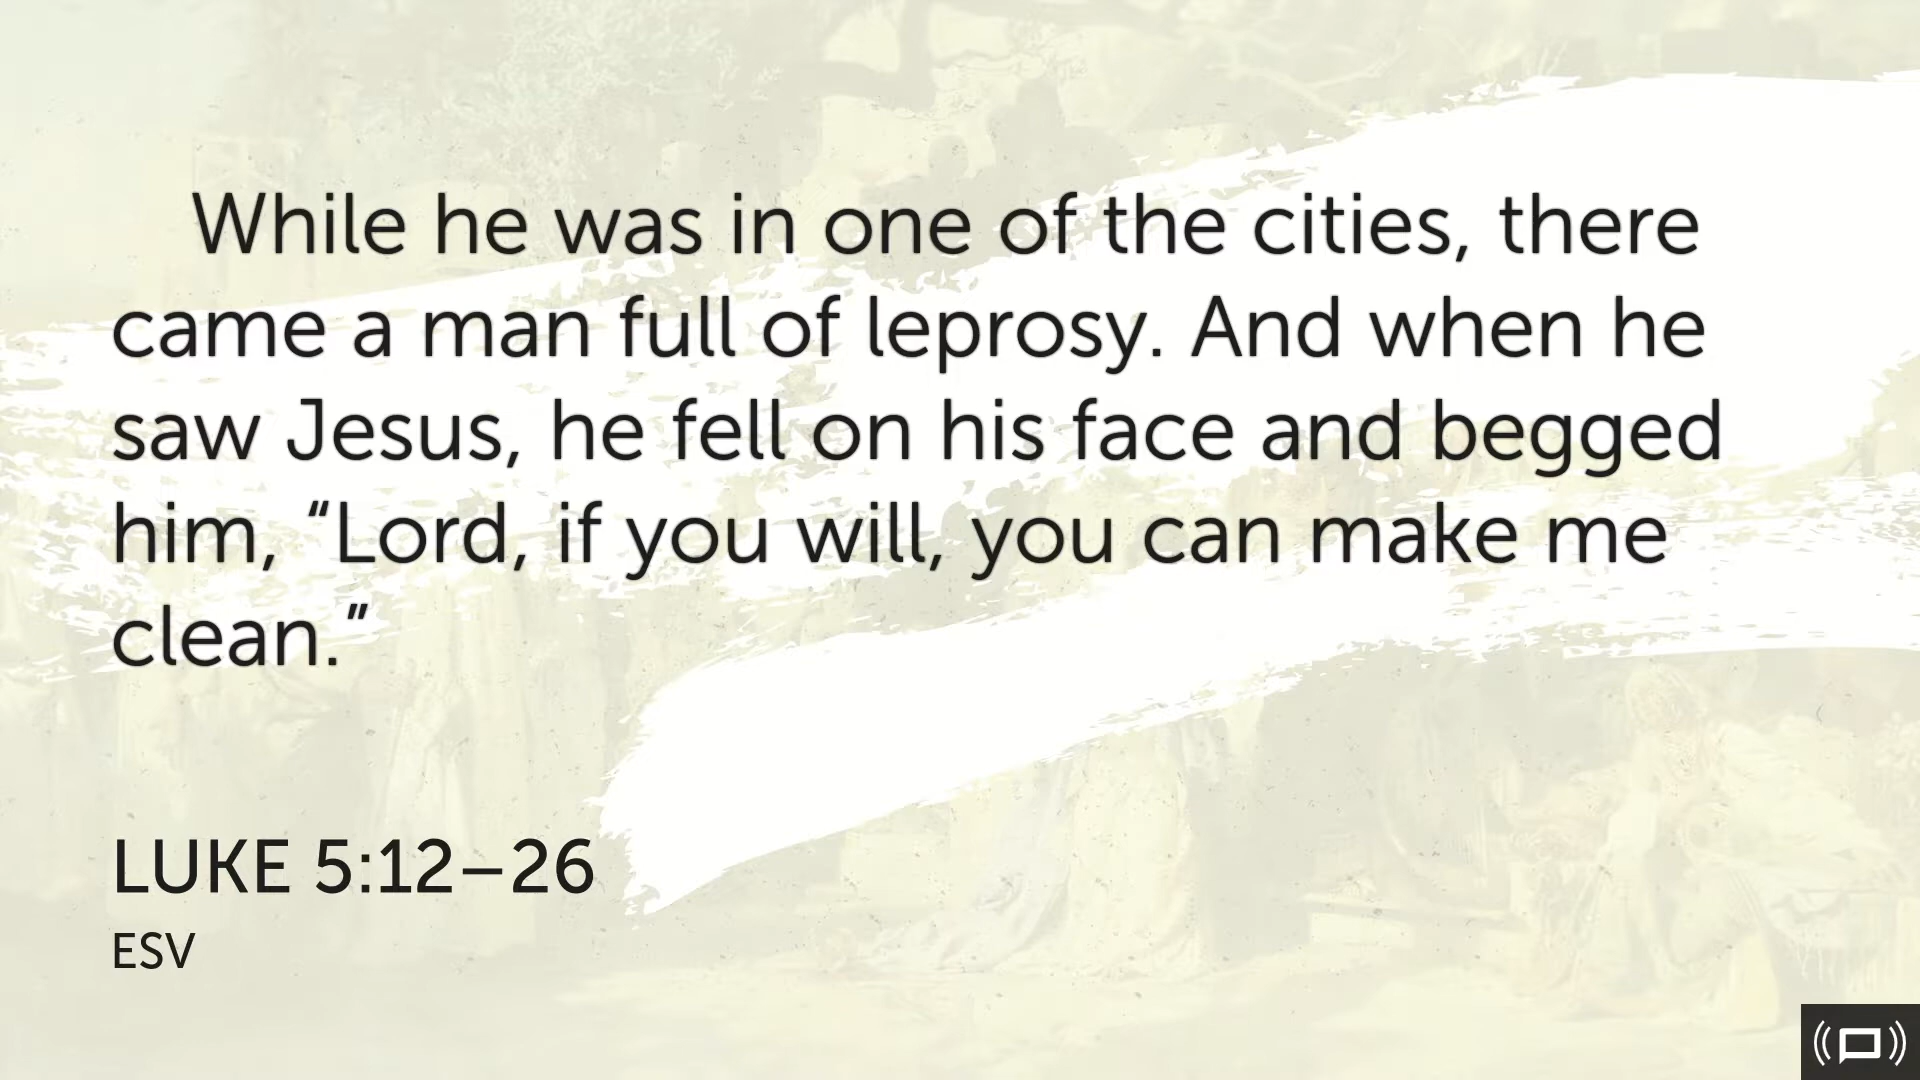 While he was in one of the cities, there
came a man full of leprosy. And when he
saw Jesus, he fell on his face and begged
him, “Lord, if you will, you can make me
clean.”
LUKE 5:12–26
ESV